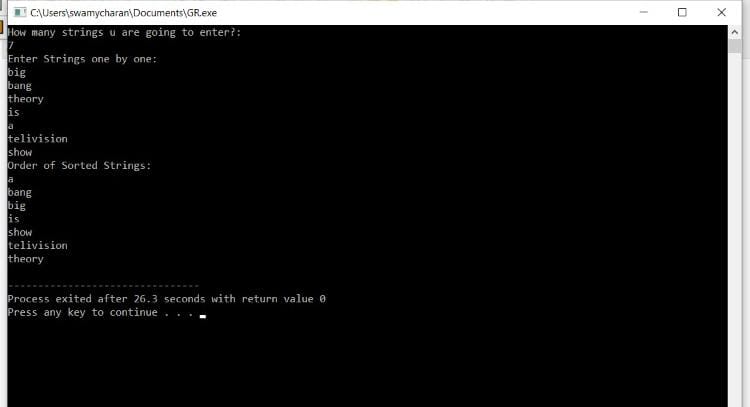 C:\Users\swamycharan\Documents\GR.exe
How many strings u are going to enter?:
7
Enter Strings one by one:
big
bang
theory
is
a
telivision
show
Order of Sorted Strings:
a
bang
big
is
show
telivision
theory
--------------------------------
Process exited after 26.3 seconds with return value 0
Press any key to continue . . .